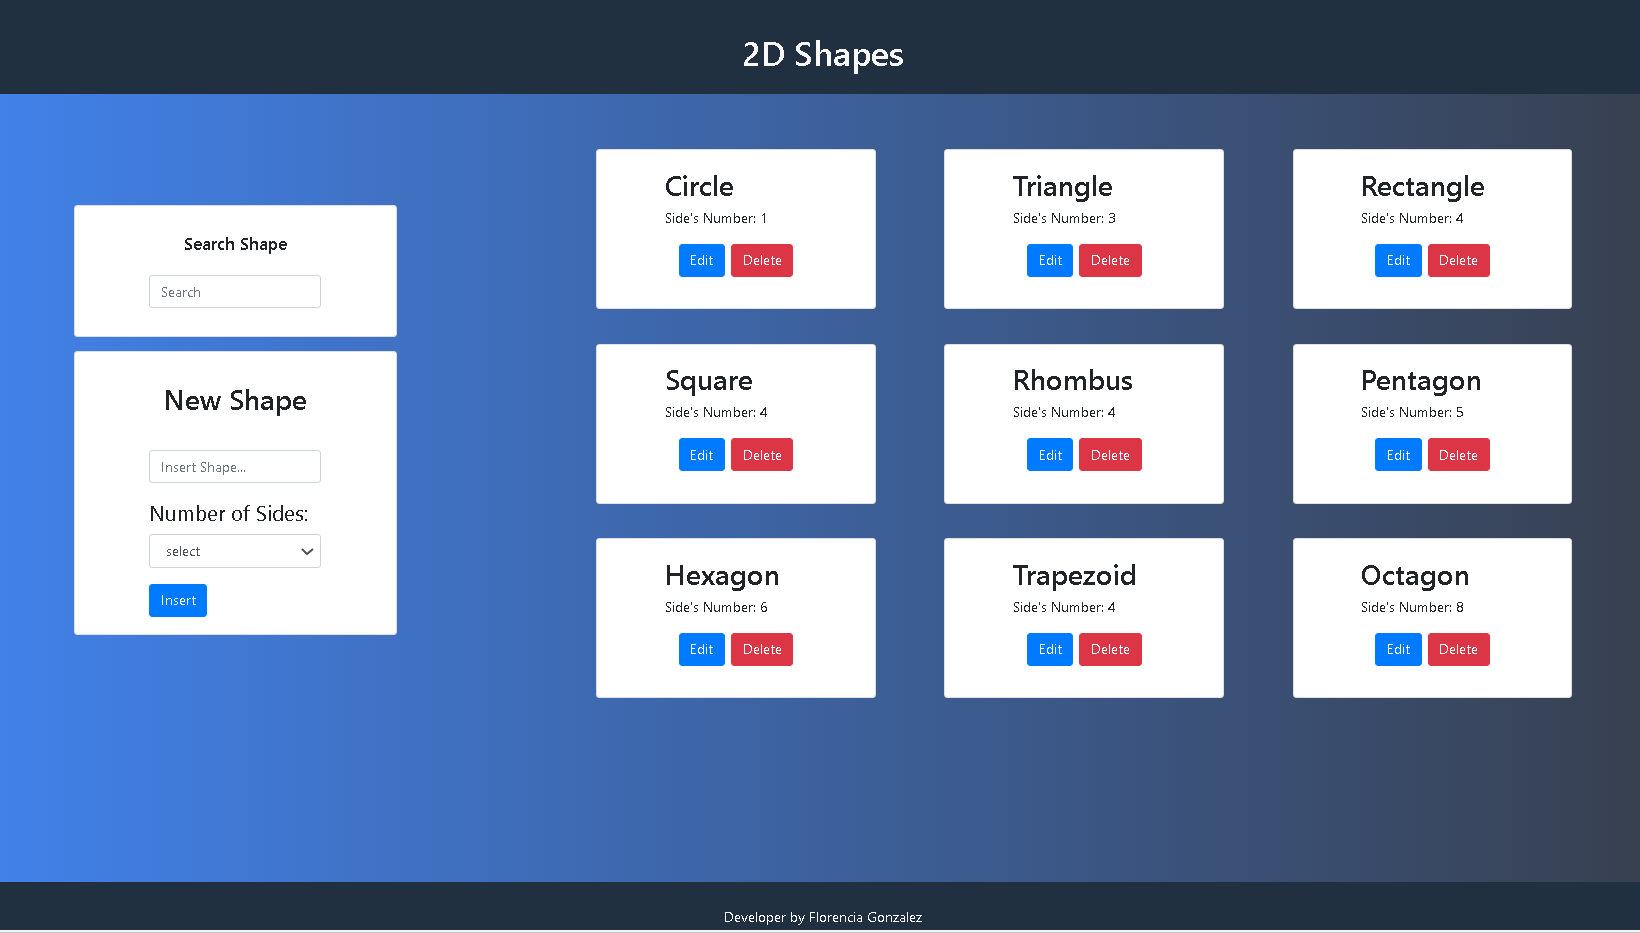 2D Shapes
Search Shape
Search
New Shape
Insert Shape...
Number of Sides:
select
Insert
Circle
Side's Number: 1
Edit Delete
Triangle
Side's Number: 3
Edit Delete
Rectangle
Side's Number: 4
Edit Delete
Square
Side's Number: 4
Edit Delete
Rhombus
Side's Number: 4
Edit Delete
Pentagon
Side's Number: 5
Edit Delete
Hexagon
Side's Number: 6
Edit Delete
Trapezoid
Side's Number: 4
Edit Delete
Octagon
Side's Number: 8
Edit Delete
Developer by Florencia Gonzalez